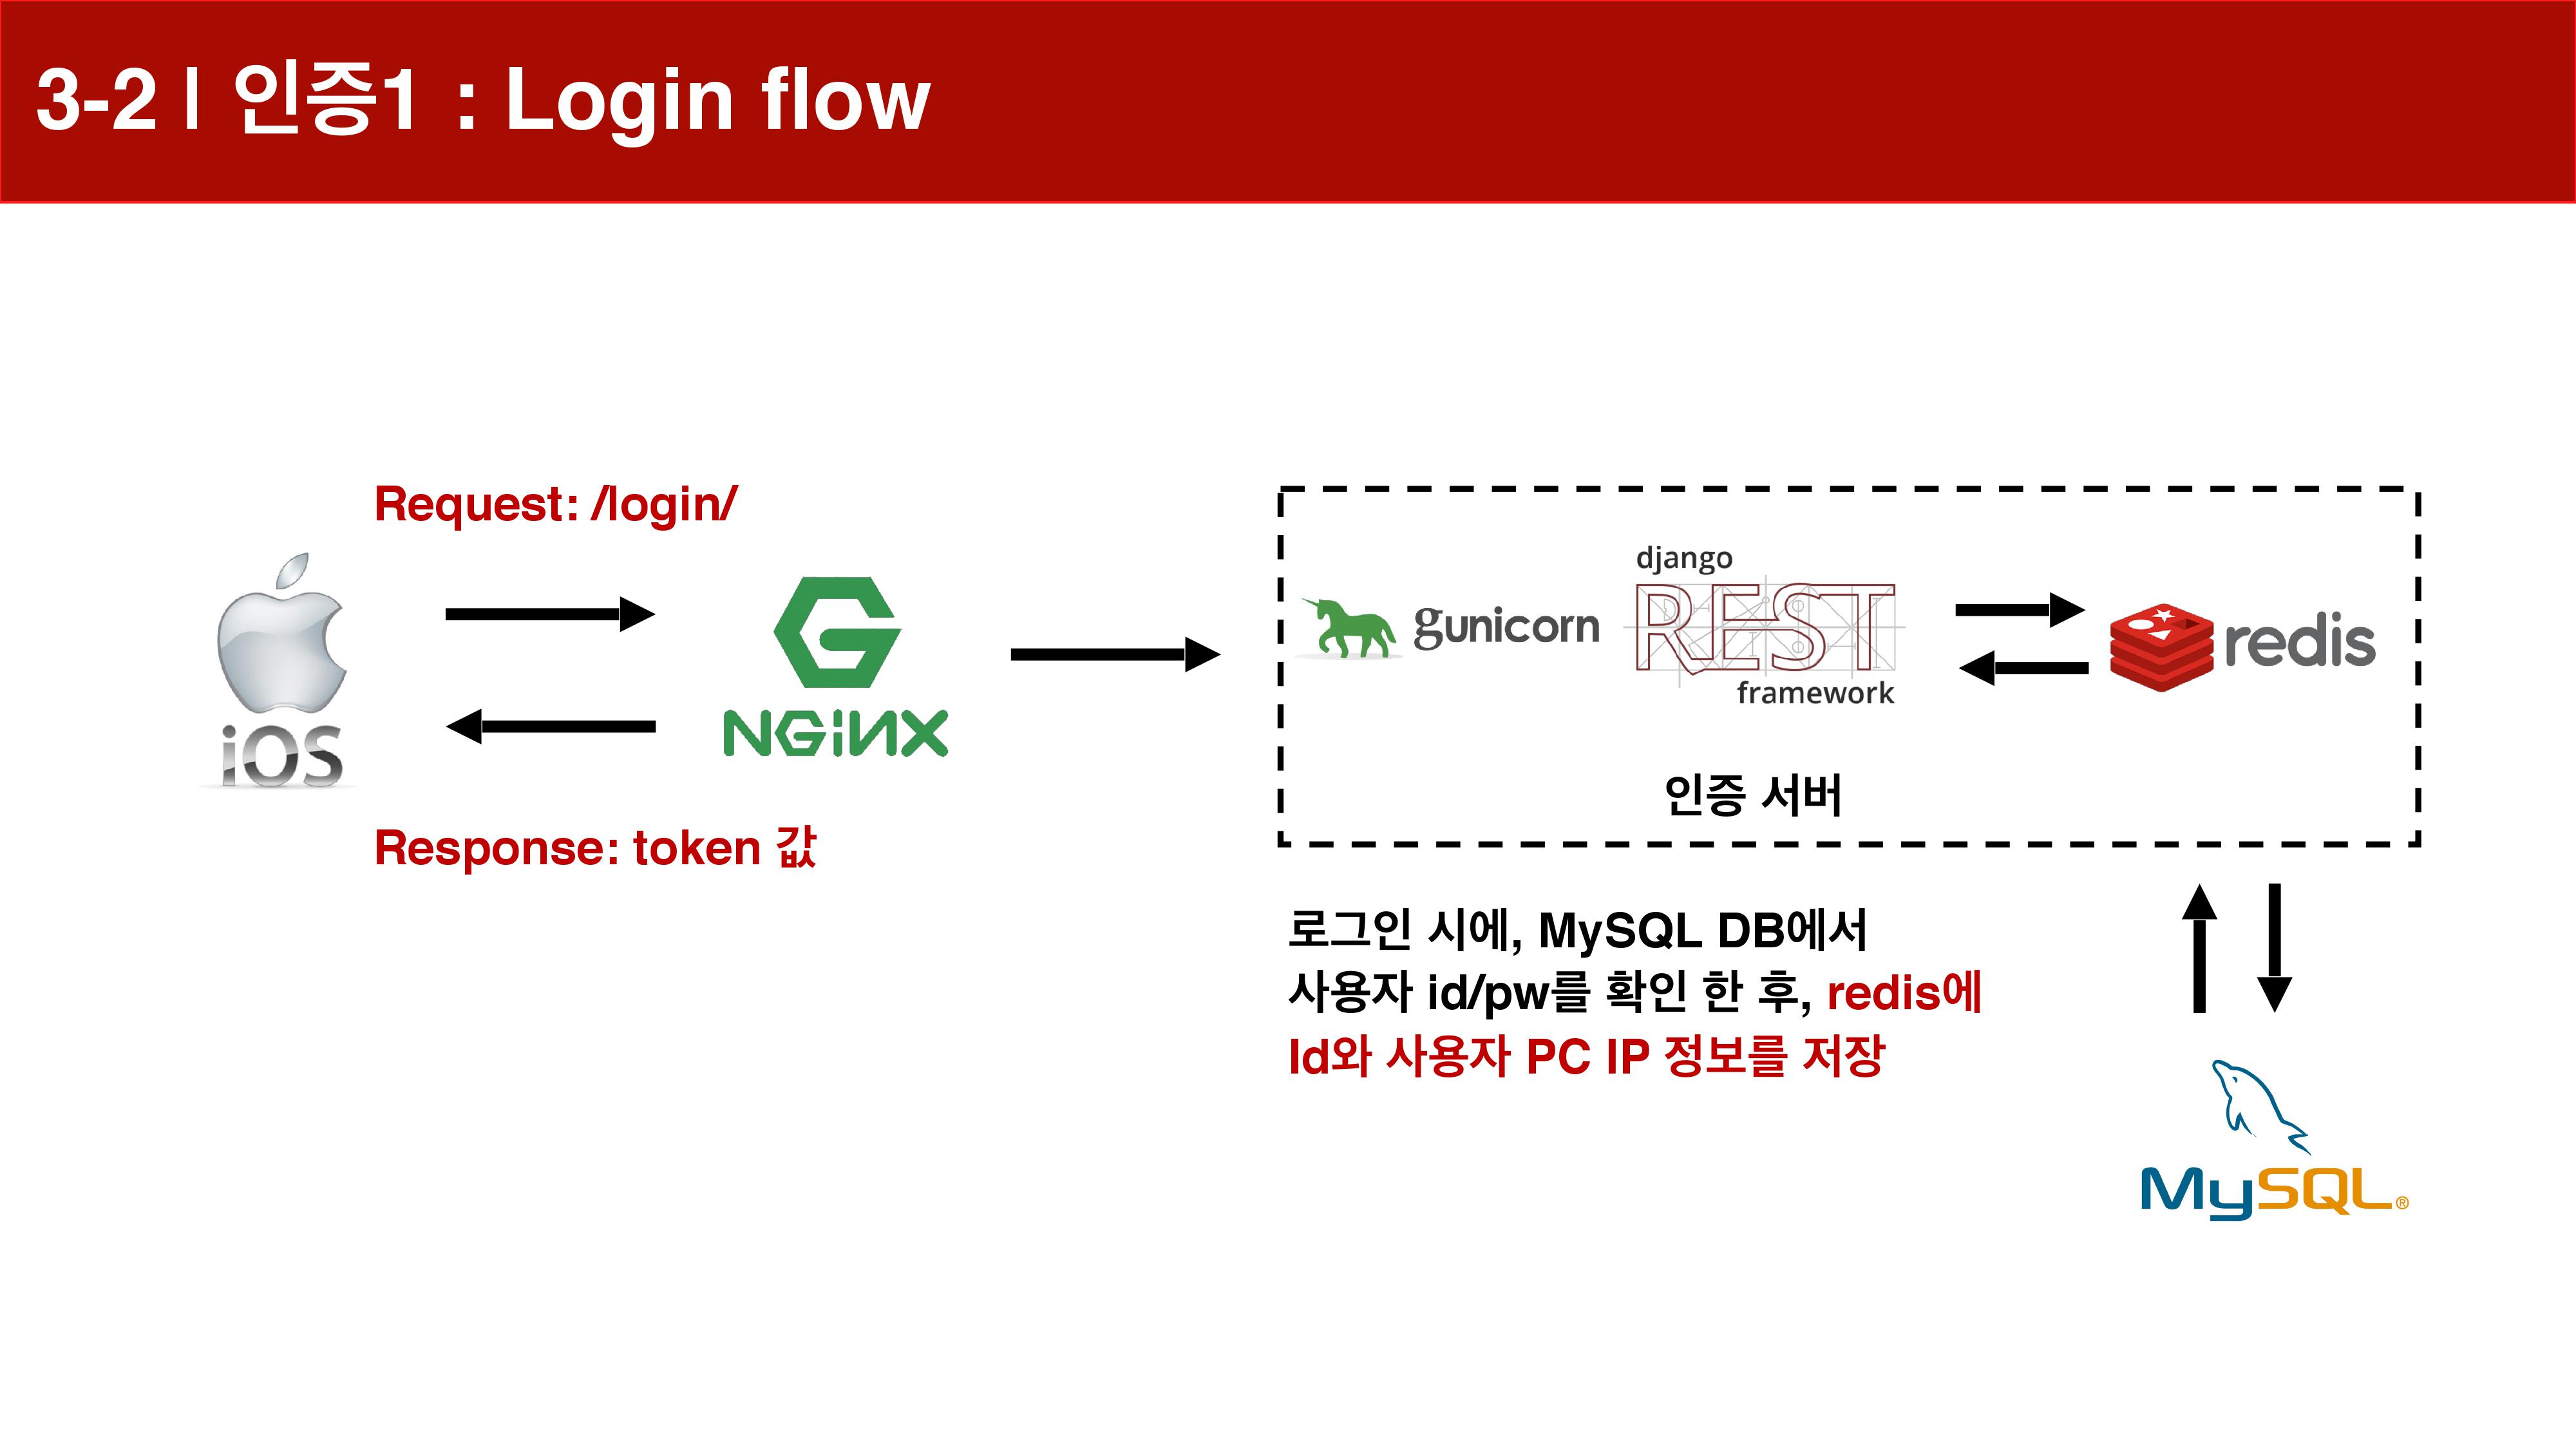 3-2 | 인증1 : Login flow
Request: /login/
iOS
NGiNX
Response: token 값
gunicorn
django
REST
framework
redis
인증 서버
로그인 시에, MySQL DB에서
사용자 id/pw를 확인 한 후, redis에
Id와 사용자 PC IP 정보를 저장
MySQL®